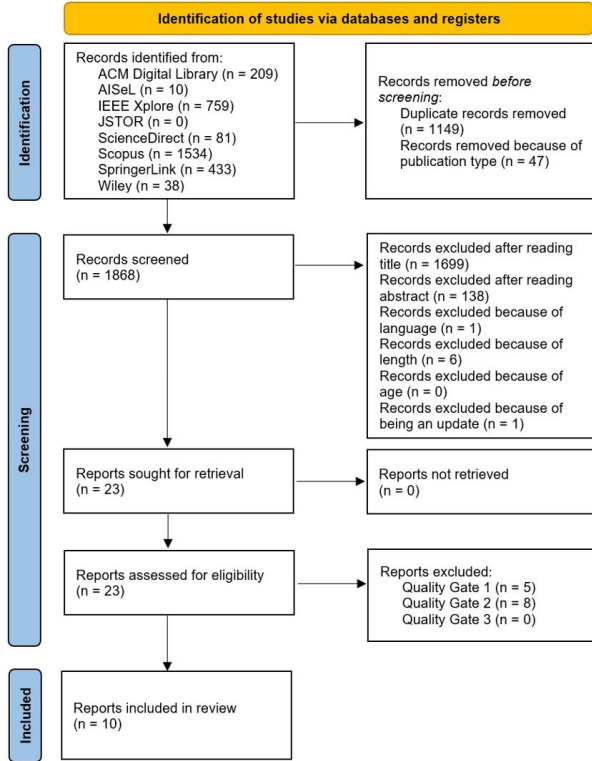 Identification of studies via databases and registers
Identification
Records identified from:
ACM Digital Library (n = 209)
AISeL (n = 10)
IEEE Xplore (n = 759)
JSTOR (n = 0)
ScienceDirect (n = 81)
Scopus (n = 1534)
SpringerLink (n = 433)
Wiley (n = 38)
Records removed before
screening:
Duplicate records removed
(n = 1149)
Records removed because of
publication type (n = 47)
Screening
Records screened
(n = 1868)
Records excluded after reading
title (n = 1699)
Records excluded after reading
abstract (n = 138)
Records excluded because of
language (n = 1)
Records excluded because of
length (n = 6)
Records excluded because of
age (n = 0)
Records excluded because of
being an update (n = 1)
Reports sought for retrieval
(n = 23)
Reports not retrieved
(n = 0)
Reports assessed for eligibility
(n = 23)
Reports excluded:
Quality Gate 1 (n = 5)
Quality Gate 2 (n = 8)
Quality Gate 3 (n = 0)
Included
Reports included in review
(n = 10)